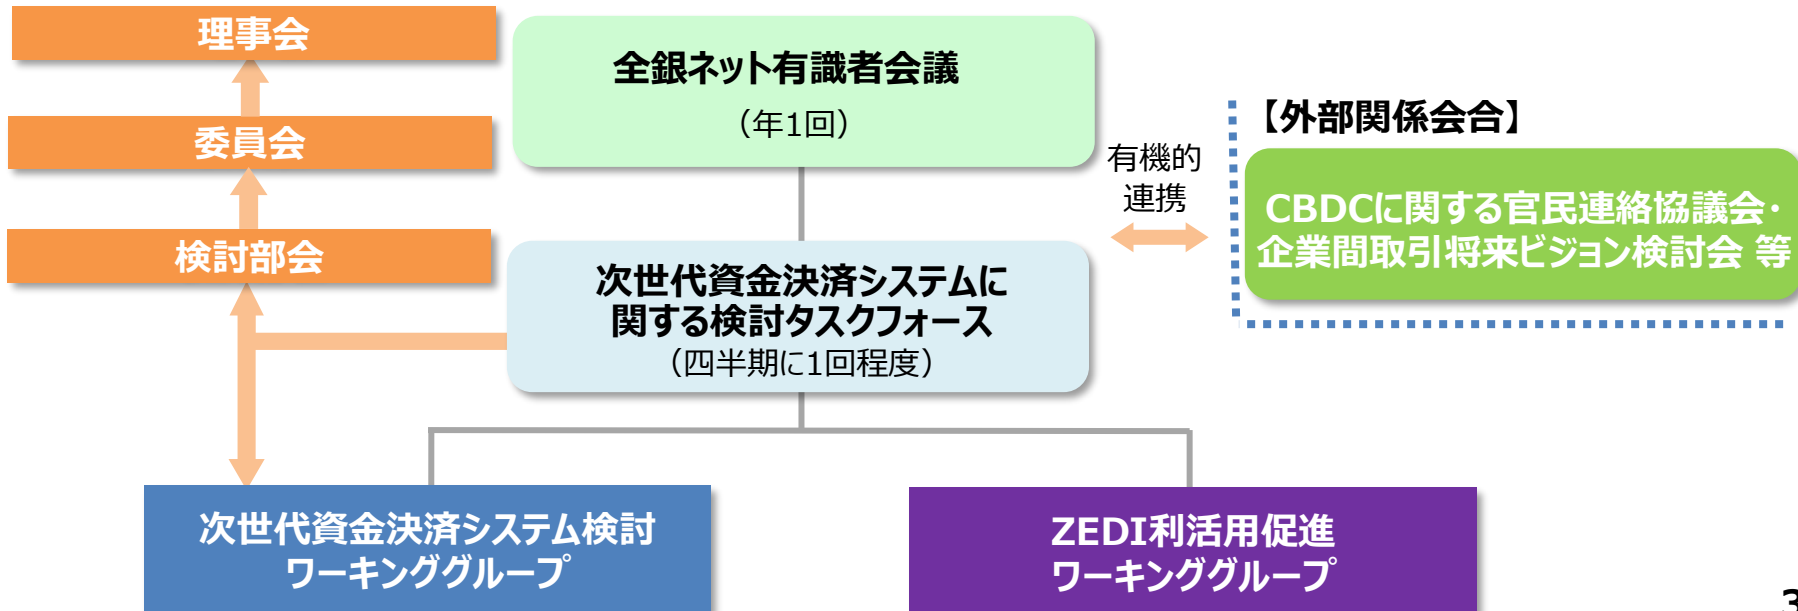 理事会
委員会
検討部会
全銀ネット有識者会議
（年1回）
有機的
連携
【外部関係会合】
CBDCに関する官民連絡協議会・
企業間取引将来ビジョン検討会 等
次世代資金決済システムに
関する検討タスクフォース
（四半期に1回程度）
次世代資金決済システム検討
ワーキンググループ
ZEDI利活用促進
ワーキンググループ
3